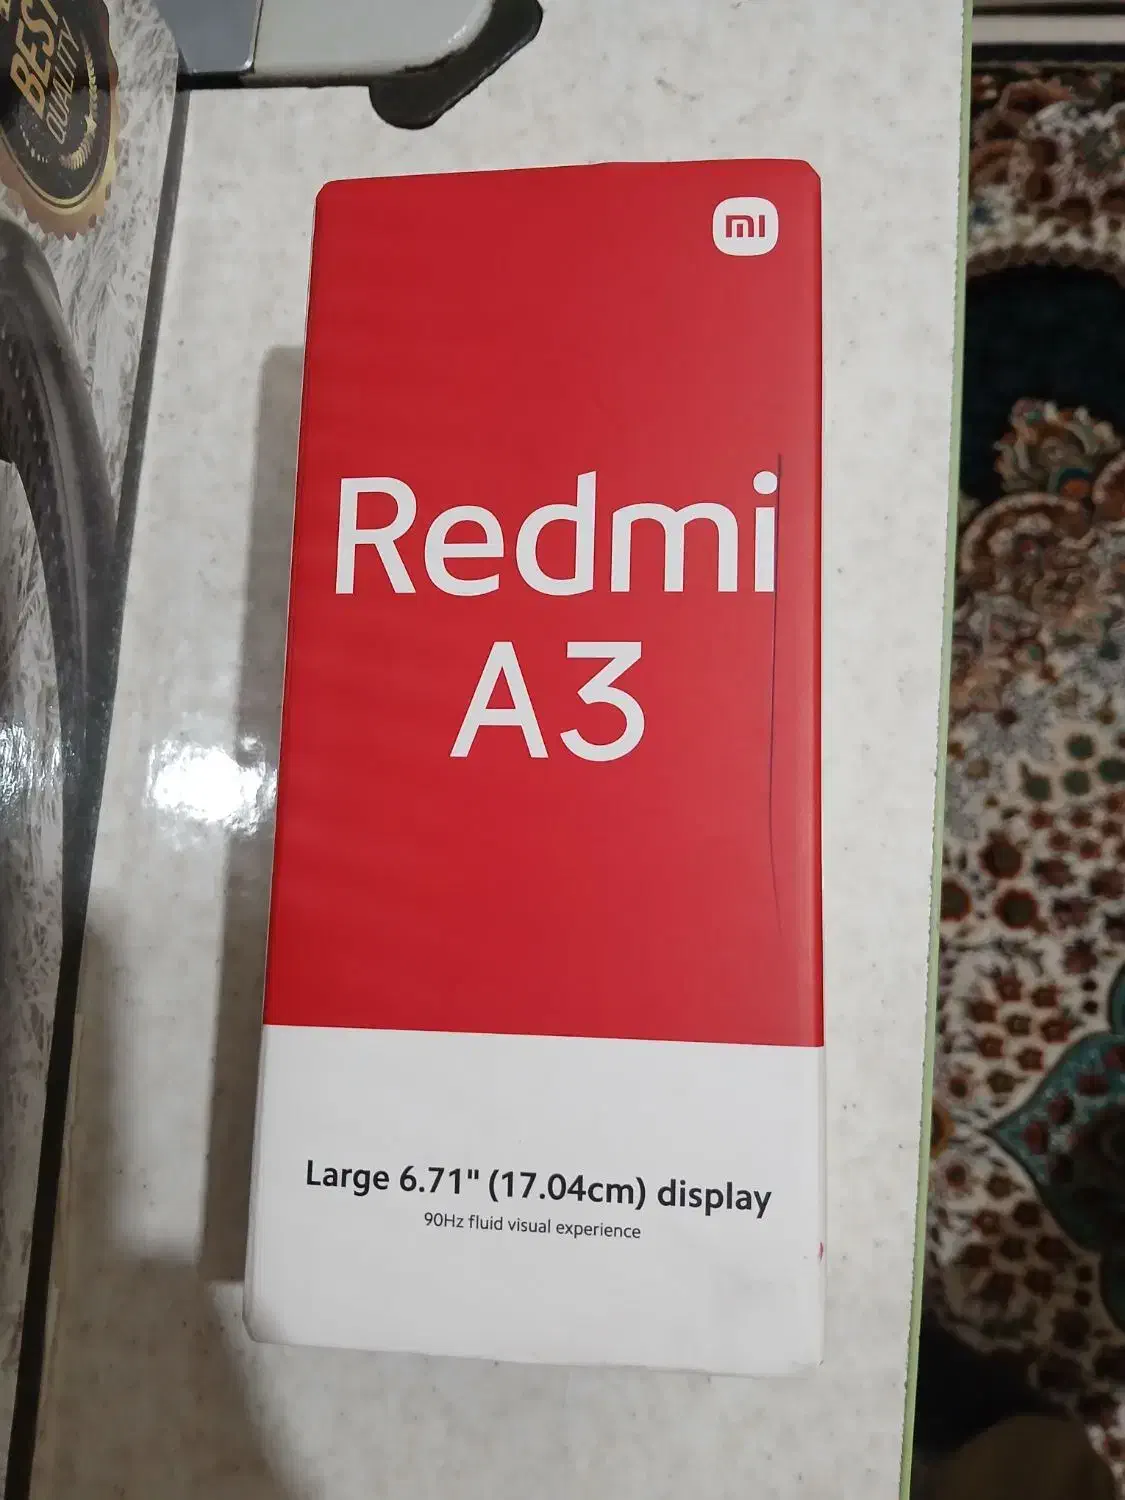 BEST
QUALITY
mi
Redmi
A3
Large 6.71" (17.04cm) display
90Hz fluid visual experience